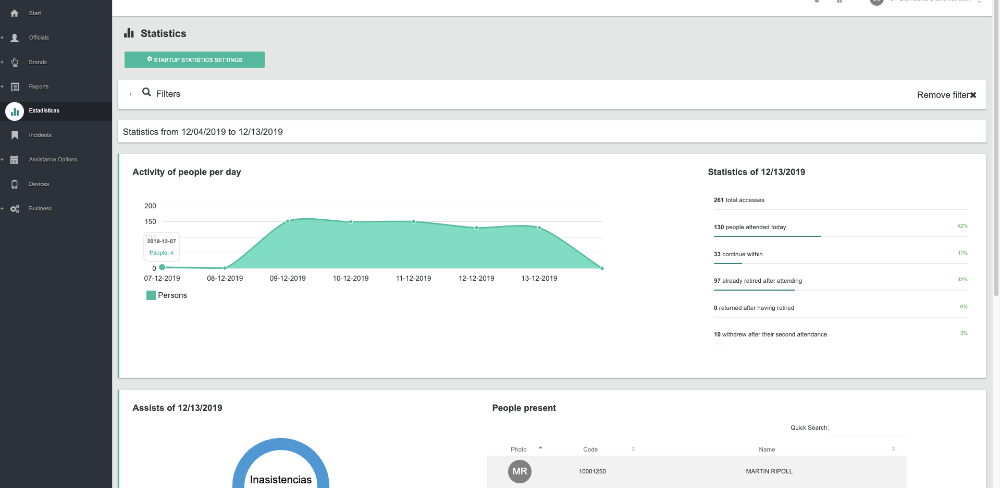 Start
Officials
Brands
Reports
Estadísticas
Incidents
Assistance Options
Devices
Business
Statistics
STARTUP STATISTICS SETTINGS
Filters
Remove filter
Statistics from 12/04/2019 to 12/13/2019
Activity of people per day
200
150
100
2019-12-07
People: 4
0
07-12-2019 08-12-2019 09-12-2019 10-12-2019 11-12-2019 12-12-2019 13-12-2019
Persons
Statistics of 12/13/2019
261 total accesses
130 people attended today 42%
33 continue within 11%
97 already retired after attending 32%
0 returned after having retired 0%
10 withdrew after their second attendance 3%
Assists of 12/13/2019
Inasistencias
People present
Quick Search:
Photo Code Name
MR 10001250 MARTIN RIPOLL